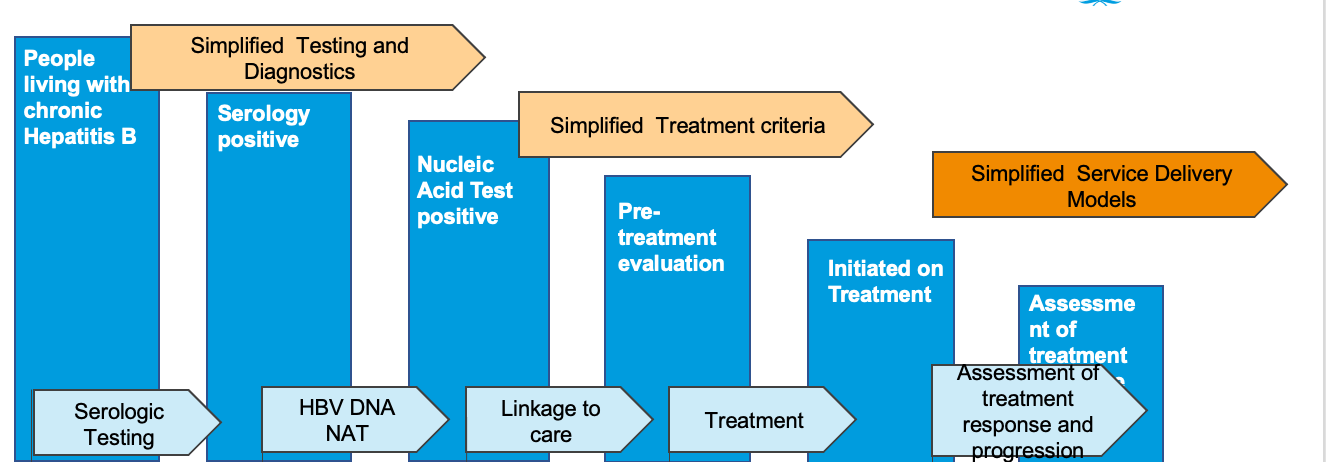 People
living with
chronic
Hepatitis B
Simplified Testing and
Diagnostics
Serology
positive
Nucleic
Acid Test
positive
Simplified Treatment criteria
Pre-
treatment
evaluation
Simplified Service Delivery
Models
Initiated on
Treatment
Assessme
nt of
treatment
Serologic
Testing
HBV DNA
NAT
Linkage to
care
Treatment
Assessment of
treatment
response and
progression